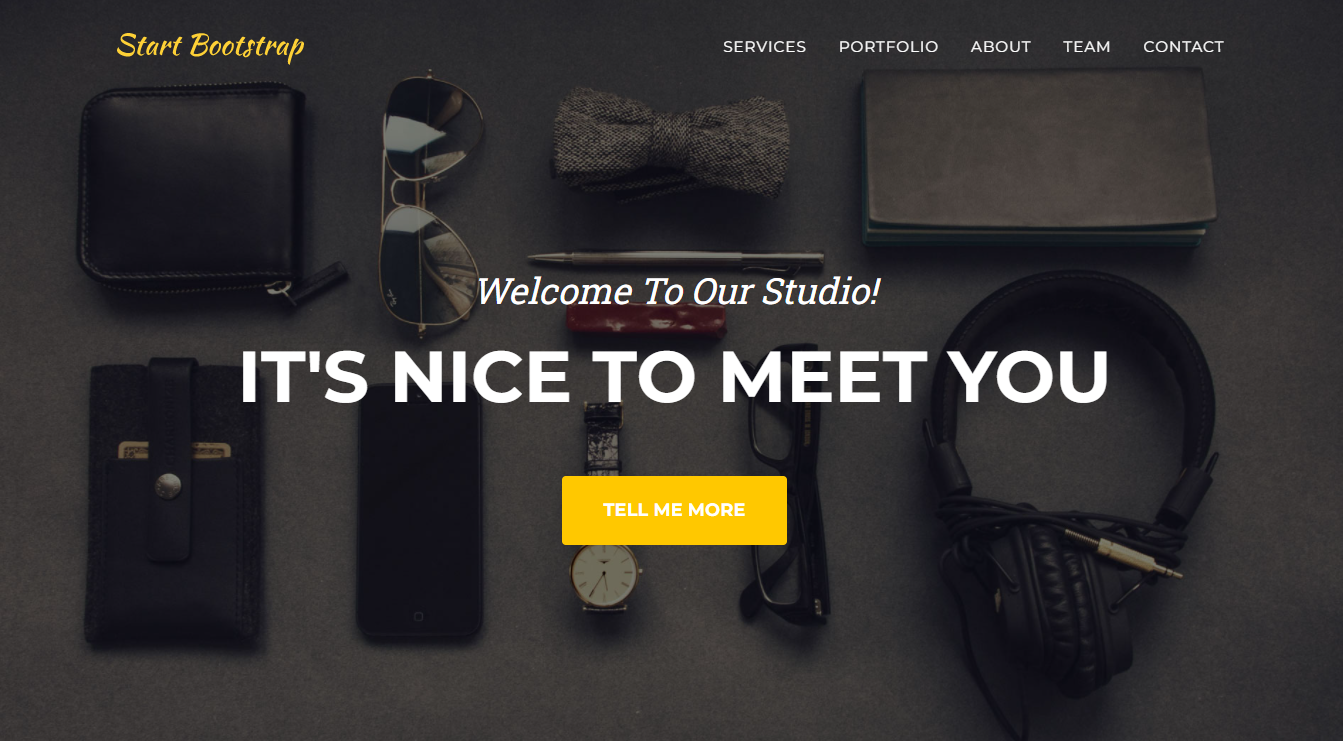 Start Bootstrap
SERVICES PORTFOLIO ABOUT TEAM CONTACT
Welcome To Our Studio!
IT'S NICE TO MEET YOU
TELL ME MORE